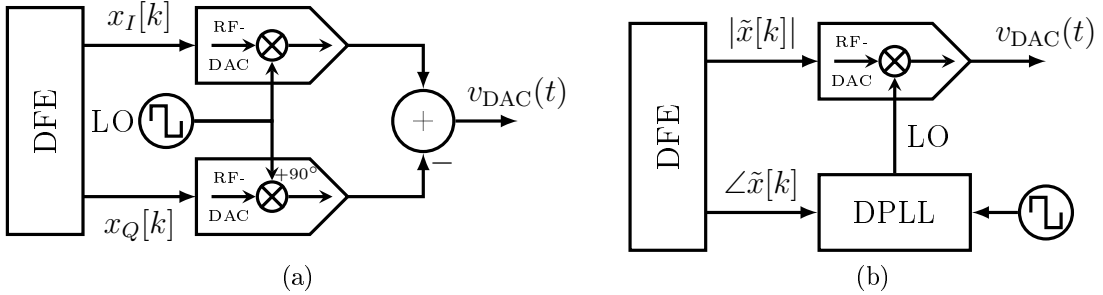 DFE
x_I[k]
RF-
DAC
LO
+90°
RF-
DAC
x_Q[k]
+
−
v_DAC(t)
(a)
DFE
|x̃[k]|
RF-
DAC
v_DAC(t)
LO
∠x̃[k]
DPLL
(b)